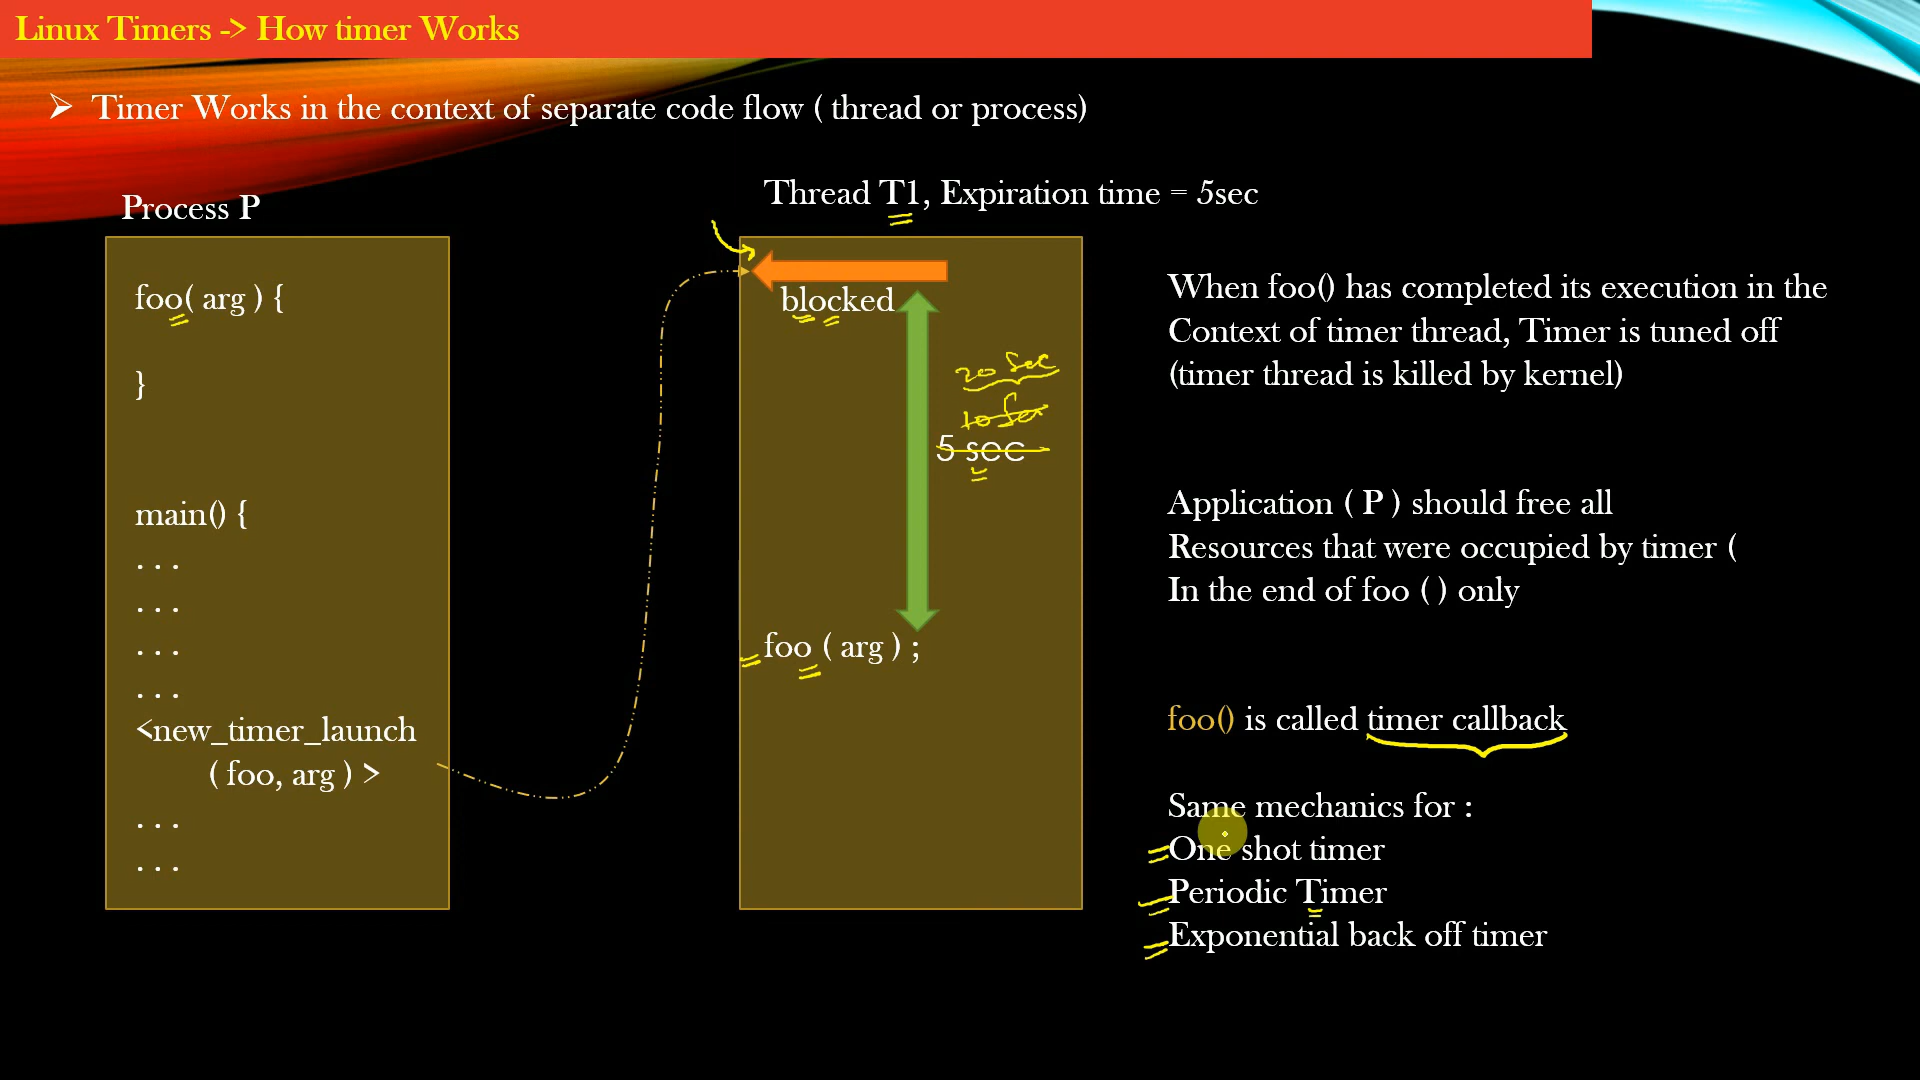 Linux Timers -> How timer Works
➢ Timer Works in the context of separate code flow ( thread or process)
Process P
foo( arg ) {
}
main() {
. . .
. . .
. . .
. . .
<new_timer_launch
( foo, arg ) >
. . .
. . .
Thread T1, Expiration time = 5sec
blocked
20 Sec
10 Sec
5 sec
foo ( arg ) ;
When foo() has completed its execution in the
Context of timer thread, Timer is tuned off
(timer thread is killed by kernel)
Application ( P ) should free all
Resources that were occupied by timer (
In the end of foo ( ) only
foo() is called timer callback
Same mechanics for :
One shot timer
Periodic Timer
Exponential back off timer